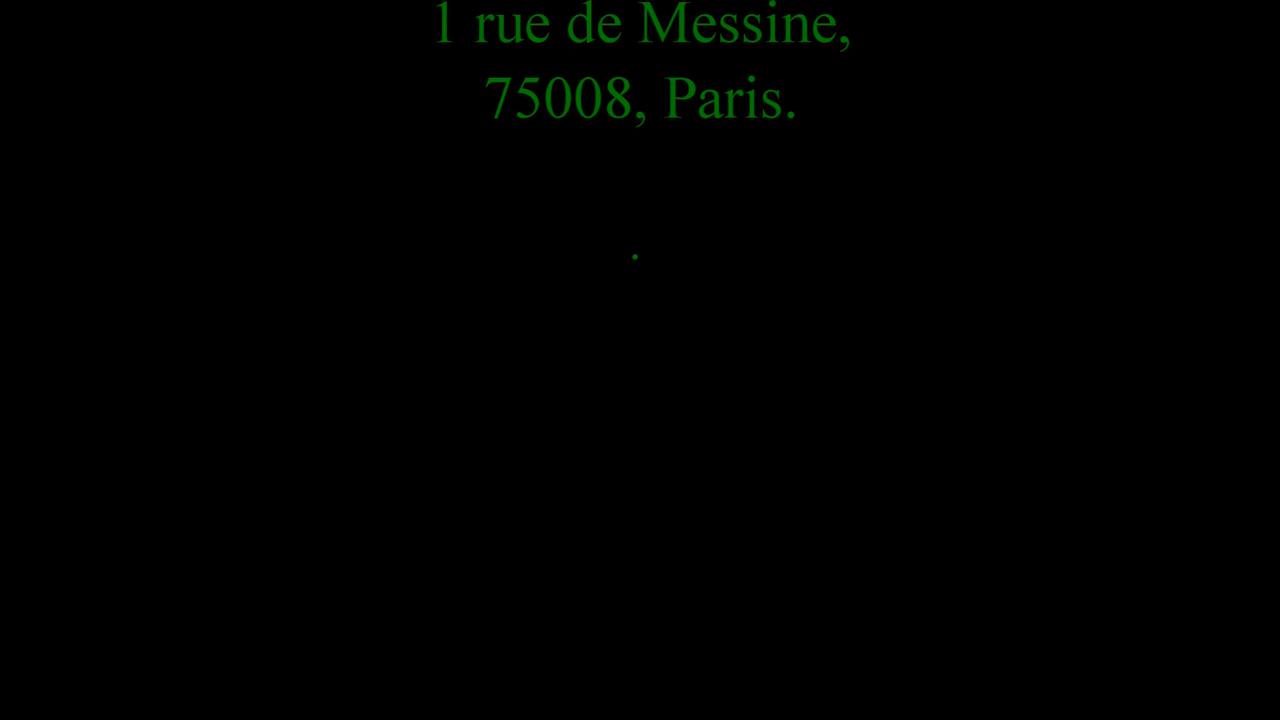 1 rue de Messine,
75008, Paris.
.